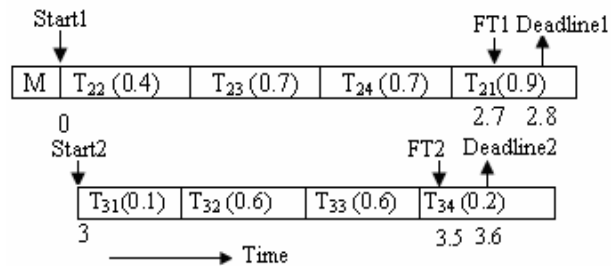 Start1 FT1 Deadline1
M T22 (0.4) T23 (0.7) T24 (0.7) T21(0.9)
0 2.7 2.8
Start2 FT2 Deadline2
T31(0.1) T32 (0.6) T33 (0.6) T34 (0.2)
3 3.5 3.6
Time